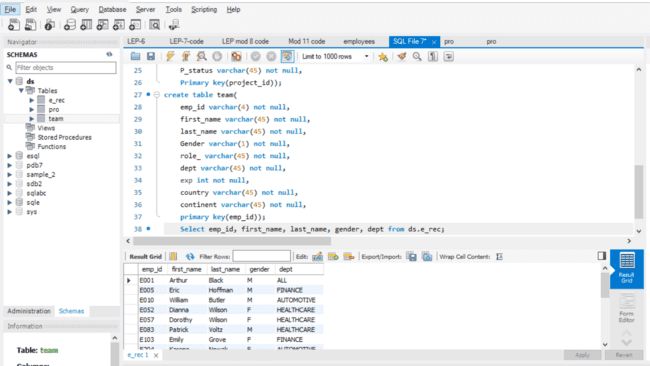 File Edit View Query Database Server Tools Scripting Help
Navigator
SCHEMAS
Filter objects
ds
Tables
e_rec
pro
team
Views
Stored Procedures
Functions
esql
pdb7
sample_2
sdb2
sqlabc
sqle
sys
Administration Schemas
Information
Table: team
LEP-6 LEP-7-code LEP mod 8 code Mod 11 code employees SQL File 7* pro pro
Limit to 1000 rows
25 P_status varchar(45) not null,
26 Primary key(project_id));
27 create table team(
28 emp_id varchar(4) not null,
29 first_name varchar(45) not null,
30 last_name varchar(45) not null,
31 Gender varchar(1) not null,
32 role_ varchar(45) not null,
33 dept varchar(45) not null,
34 exp int not null,
35 country varchar(45) not null,
36 continent varchar(45) not null,
37 primary key(emp_id));
38 Select emp_id, first_name, last_name, gender, dept from ds.e_rec;
Result Grid Filter Rows: Edit: Export/Import: Wrap Cell Content:
emp_id first_name last_name gender dept
E001 Arthur Black M ALL
E005 Eric Hoffman M FINANCE
E010 William Butler M AUTOMOTIVE
E052 Dianna Wilson F HEALTHCARE
E057 Dorothy Wilson F HEALTHCARE
E083 Patrick Voltz M HEALTHCARE
E103 Emily Grove F FINANCE
Result Grid
Form Editor
e_rec 1
Apply Revert